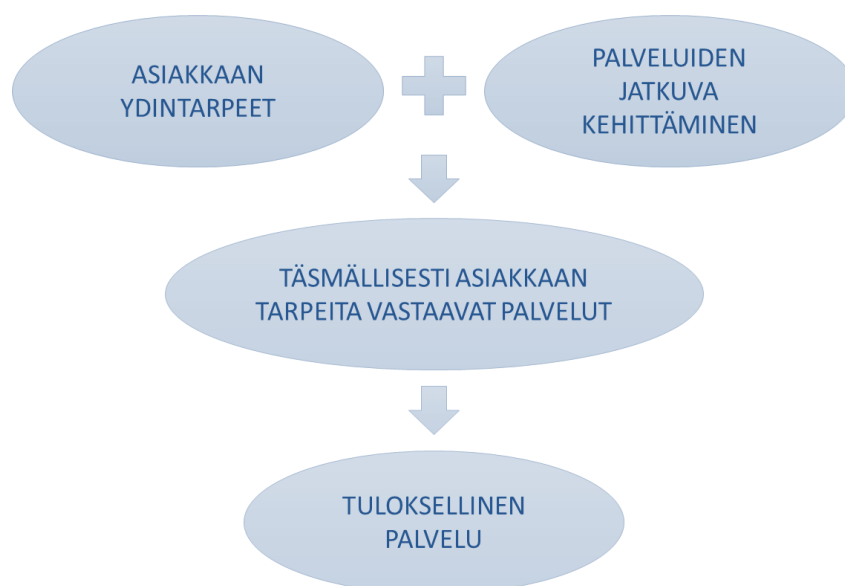 ASIAKKAAN
YDINTARPEET
PALVELUIDEN
JATKUVA
KEHITTÄMINEN
TÄSMÄLLISESTI ASIAKKAAN
TARPEITA VASTAAVAT PALVELUT
TULOKSELLINEN
PALVELU